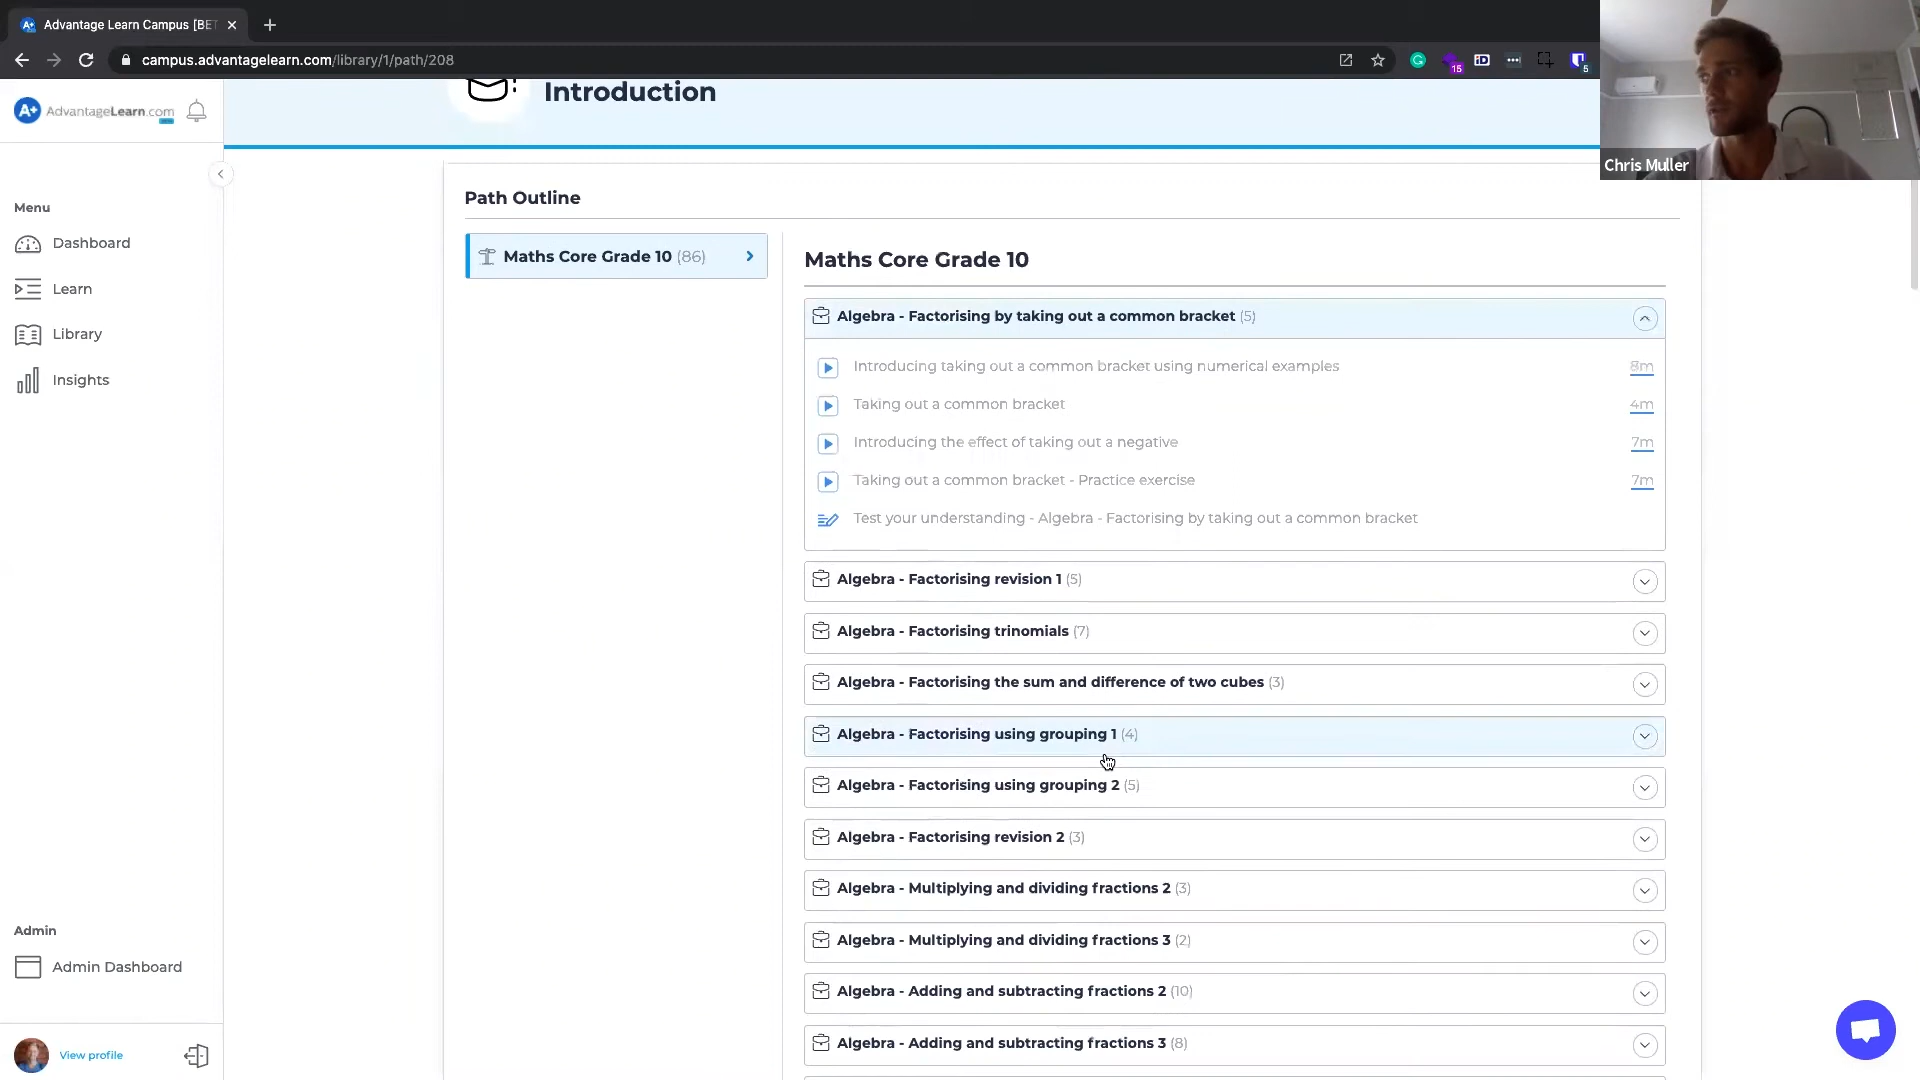 Advantage Learn Campus [BET
campus.advantagelearn.com/library/1/path/208
15
iD
5
A+ AdvantageLearn.com
Introduction
Chris Muller
Menu
Dashboard
Learn
Library
Insights
Path Outline
Maths Core Grade 10 (86)
Maths Core Grade 10
Algebra - Factorising by taking out a common bracket (5)
Introducing taking out a common bracket using numerical examples 8m
Taking out a common bracket 4m
Introducing the effect of taking out a negative 7m
Taking out a common bracket - Practice exercise 7m
Test your understanding - Algebra - Factorising by taking out a common bracket
Algebra - Factorising revision 1 (5)
Algebra - Factorising trinomials (7)
Algebra - Factorising the sum and difference of two cubes (3)
Algebra - Factorising using grouping 1 (4)
Algebra - Factorising using grouping 2 (5)
Algebra - Factorising revision 2 (3)
Algebra - Multiplying and dividing fractions 2 (3)
Algebra - Multiplying and dividing fractions 3 (2)
Algebra - Adding and subtracting fractions 2 (10)
Algebra - Adding and subtracting fractions 3 (8)
Admin
Admin Dashboard
View profile